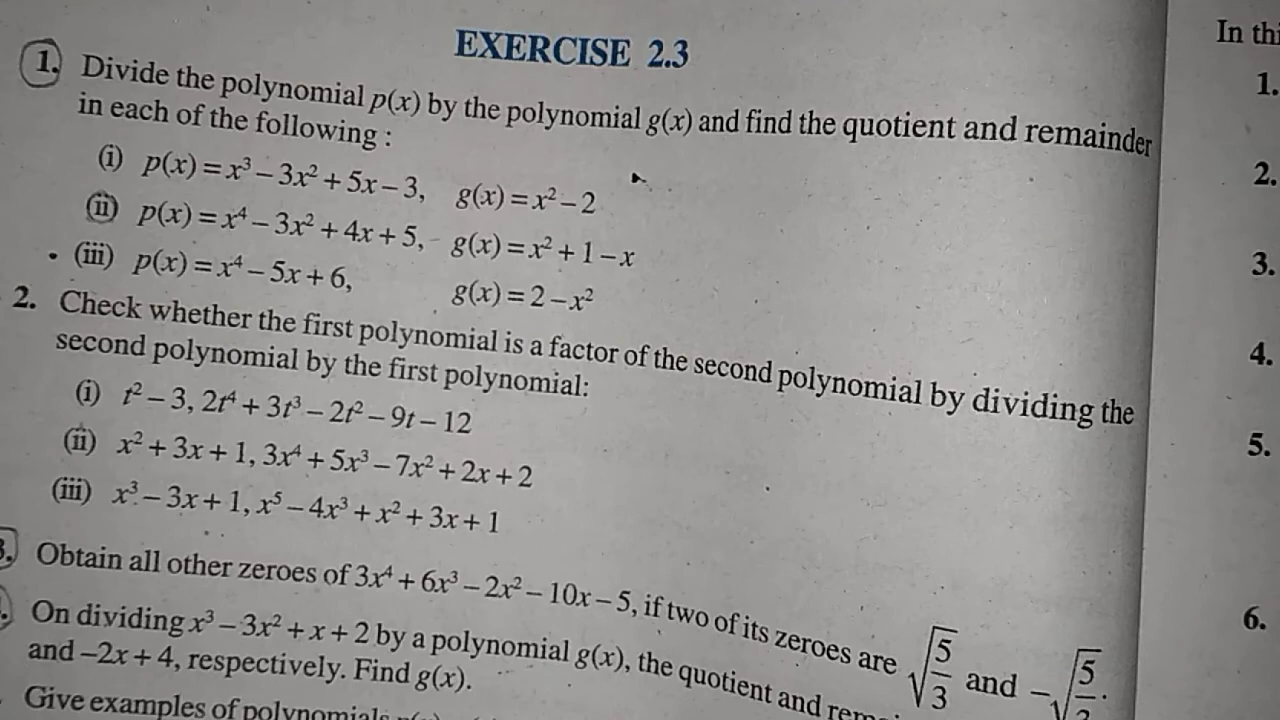 EXERCISE 2.3
1. Divide the polynomial p(x) by the polynomial g(x) and find the quotient and remainder
in each of the following :
(i) p(x) = x³ – 3x² + 5x – 3, g(x) = x² – 2
(ii) p(x) = x⁴ – 3x² + 4x + 5, g(x) = x² + 1 – x
(iii) p(x) = x⁴ – 5x + 6, g(x) = 2 – x²
2. Check whether the first polynomial is a factor of the second polynomial by dividing the
second polynomial by the first polynomial:
(i) t² – 3, 2t⁴ + 3t³ – 2t² – 9t – 12
(ii) x² + 3x + 1, 3x⁴ + 5x³ – 7x² + 2x + 2
(iii) x³ – 3x + 1, x⁵ – 4x³ + x² + 3x + 1
3. Obtain all other zeroes of 3x⁴ + 6x³ – 2x² – 10x – 5, if two of its zeroes are √(5/3) and –√(5/3).
On dividing x³ – 3x² + x + 2 by a polynomial g(x), the quotient and
and –2x + 4, respectively. Find g(x).
Give examples of polynomials
In
1.
2.
3.
4.
5.
6.